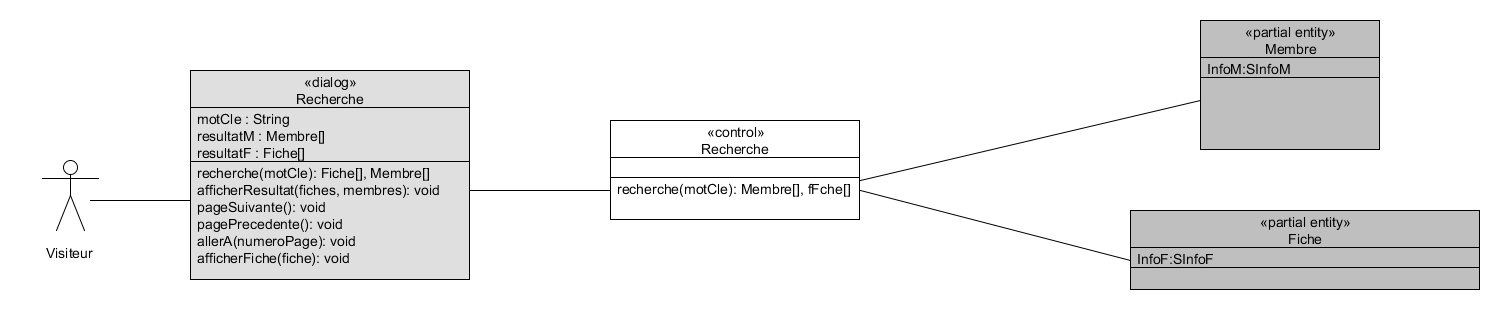 Visiteur
«dialog»
Recherche
motCle : String
resultatM : Membre[]
resultatF : Fiche[]
recherche(motCle): Fiche[], Membre[]
afficherResultat(fiches, membres): void
pageSuivante(): void
pagePrecedente(): void
allerA(numeroPage): void
afficherFiche(fiche): void
«control»
Recherche
recherche(motCle): Membre[], fFche[]
«partial entity»
Membre
InfoM:SInfoM
«partial entity»
Fiche
InfoF:SInfoF